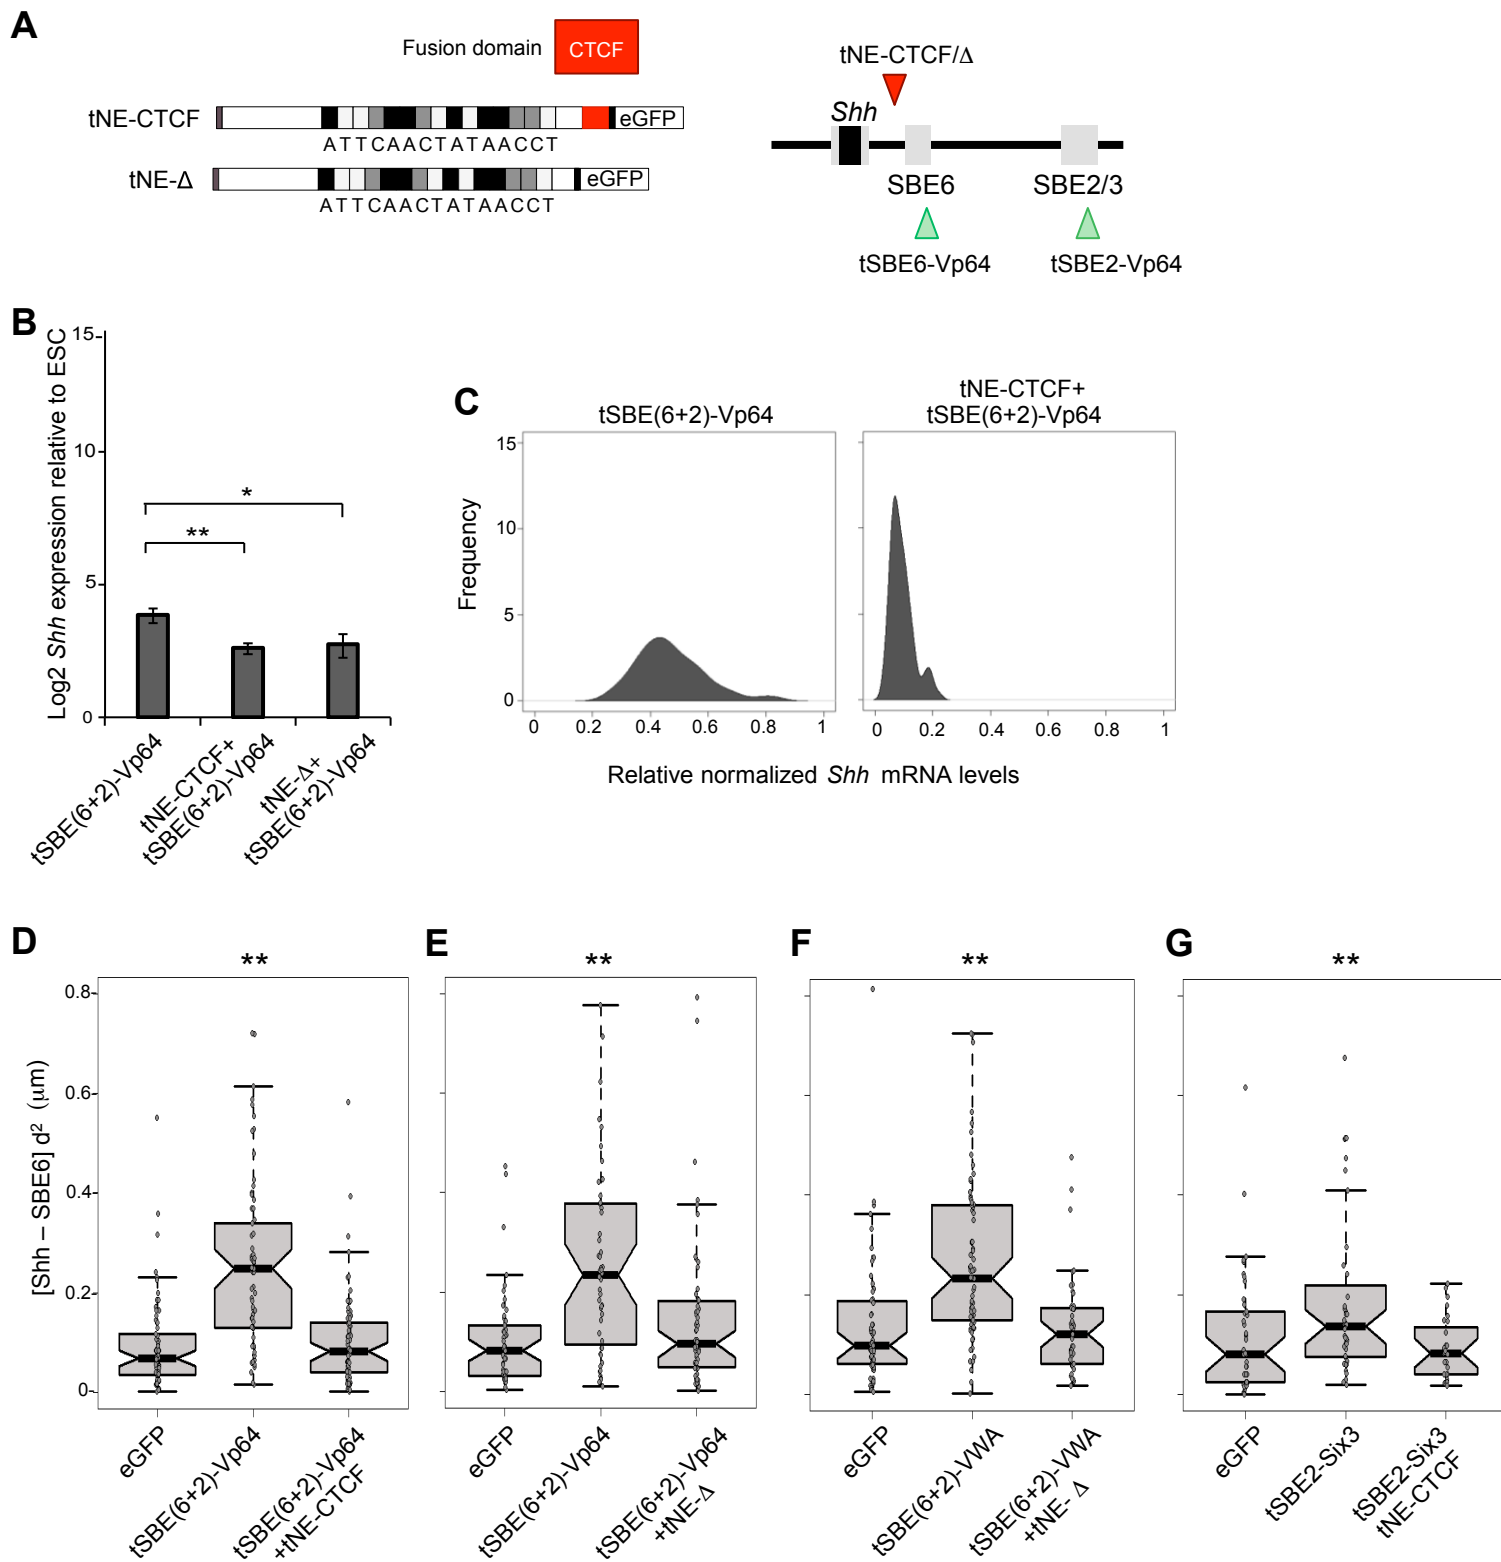 A
Fusion domain
CTCF
tNE-CTCF
eGFP
ATTCAACTATAACCT
tNE-Δ
eGFP
ATTCAACTATAACCT
tNE-CTCF/Δ
Shh
SBE6
SBE2/3
tSBE6-Vp64
tSBE2-Vp64
B
Log2 Shh expression relative to ESC
15
10
5
0
*
**
tSBE(6+2)-Vp64
tNE-CTCF+
tSBE(6+2)-Vp64
tNE-Δ+
tSBE(6+2)-Vp64
C
tSBE(6+2)-Vp64
tNE-CTCF+
tSBE(6+2)-Vp64
Frequency
15
10
5
0
0 0.2 0.4 0.6 0.8 1
0 0.2 0.4 0.6 0.8 1
Relative normalized Shh mRNA levels
D
**
[Shh – SBE6] d² (μm)
0.8
0.6
0.4
0.2
0
eGFP
tSBE(6+2)-Vp64
tSBE(6+2)-Vp64
+tNE-CTCF
E
**
eGFP
tSBE(6+2)-Vp64
tSBE(6+2)-Vp64
+tNE-Δ
F
**
eGFP
tSBE(6+2)-VWA
tSBE(6+2)-VWA
+tNE- Δ
G
**
eGFP
tSBE2-Six3
tSBE2-Six3
tNE-CTCF